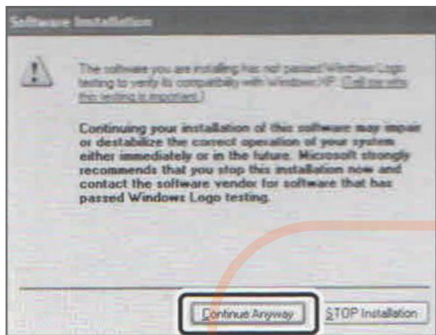 Software Installation
The software you are installing has not passed Windows Logo
testing to verify its compatibility with Windows XP. (Tell me why
this testing is important.)
Continuing your installation of this software may impair
or destabilize the correct operation of your system
either immediately or in the future. Microsoft strongly
recommends that you stop this installation now and
contact the software vendor for software that has
passed Windows Logo testing.
Continue Anyway
STOP Installation